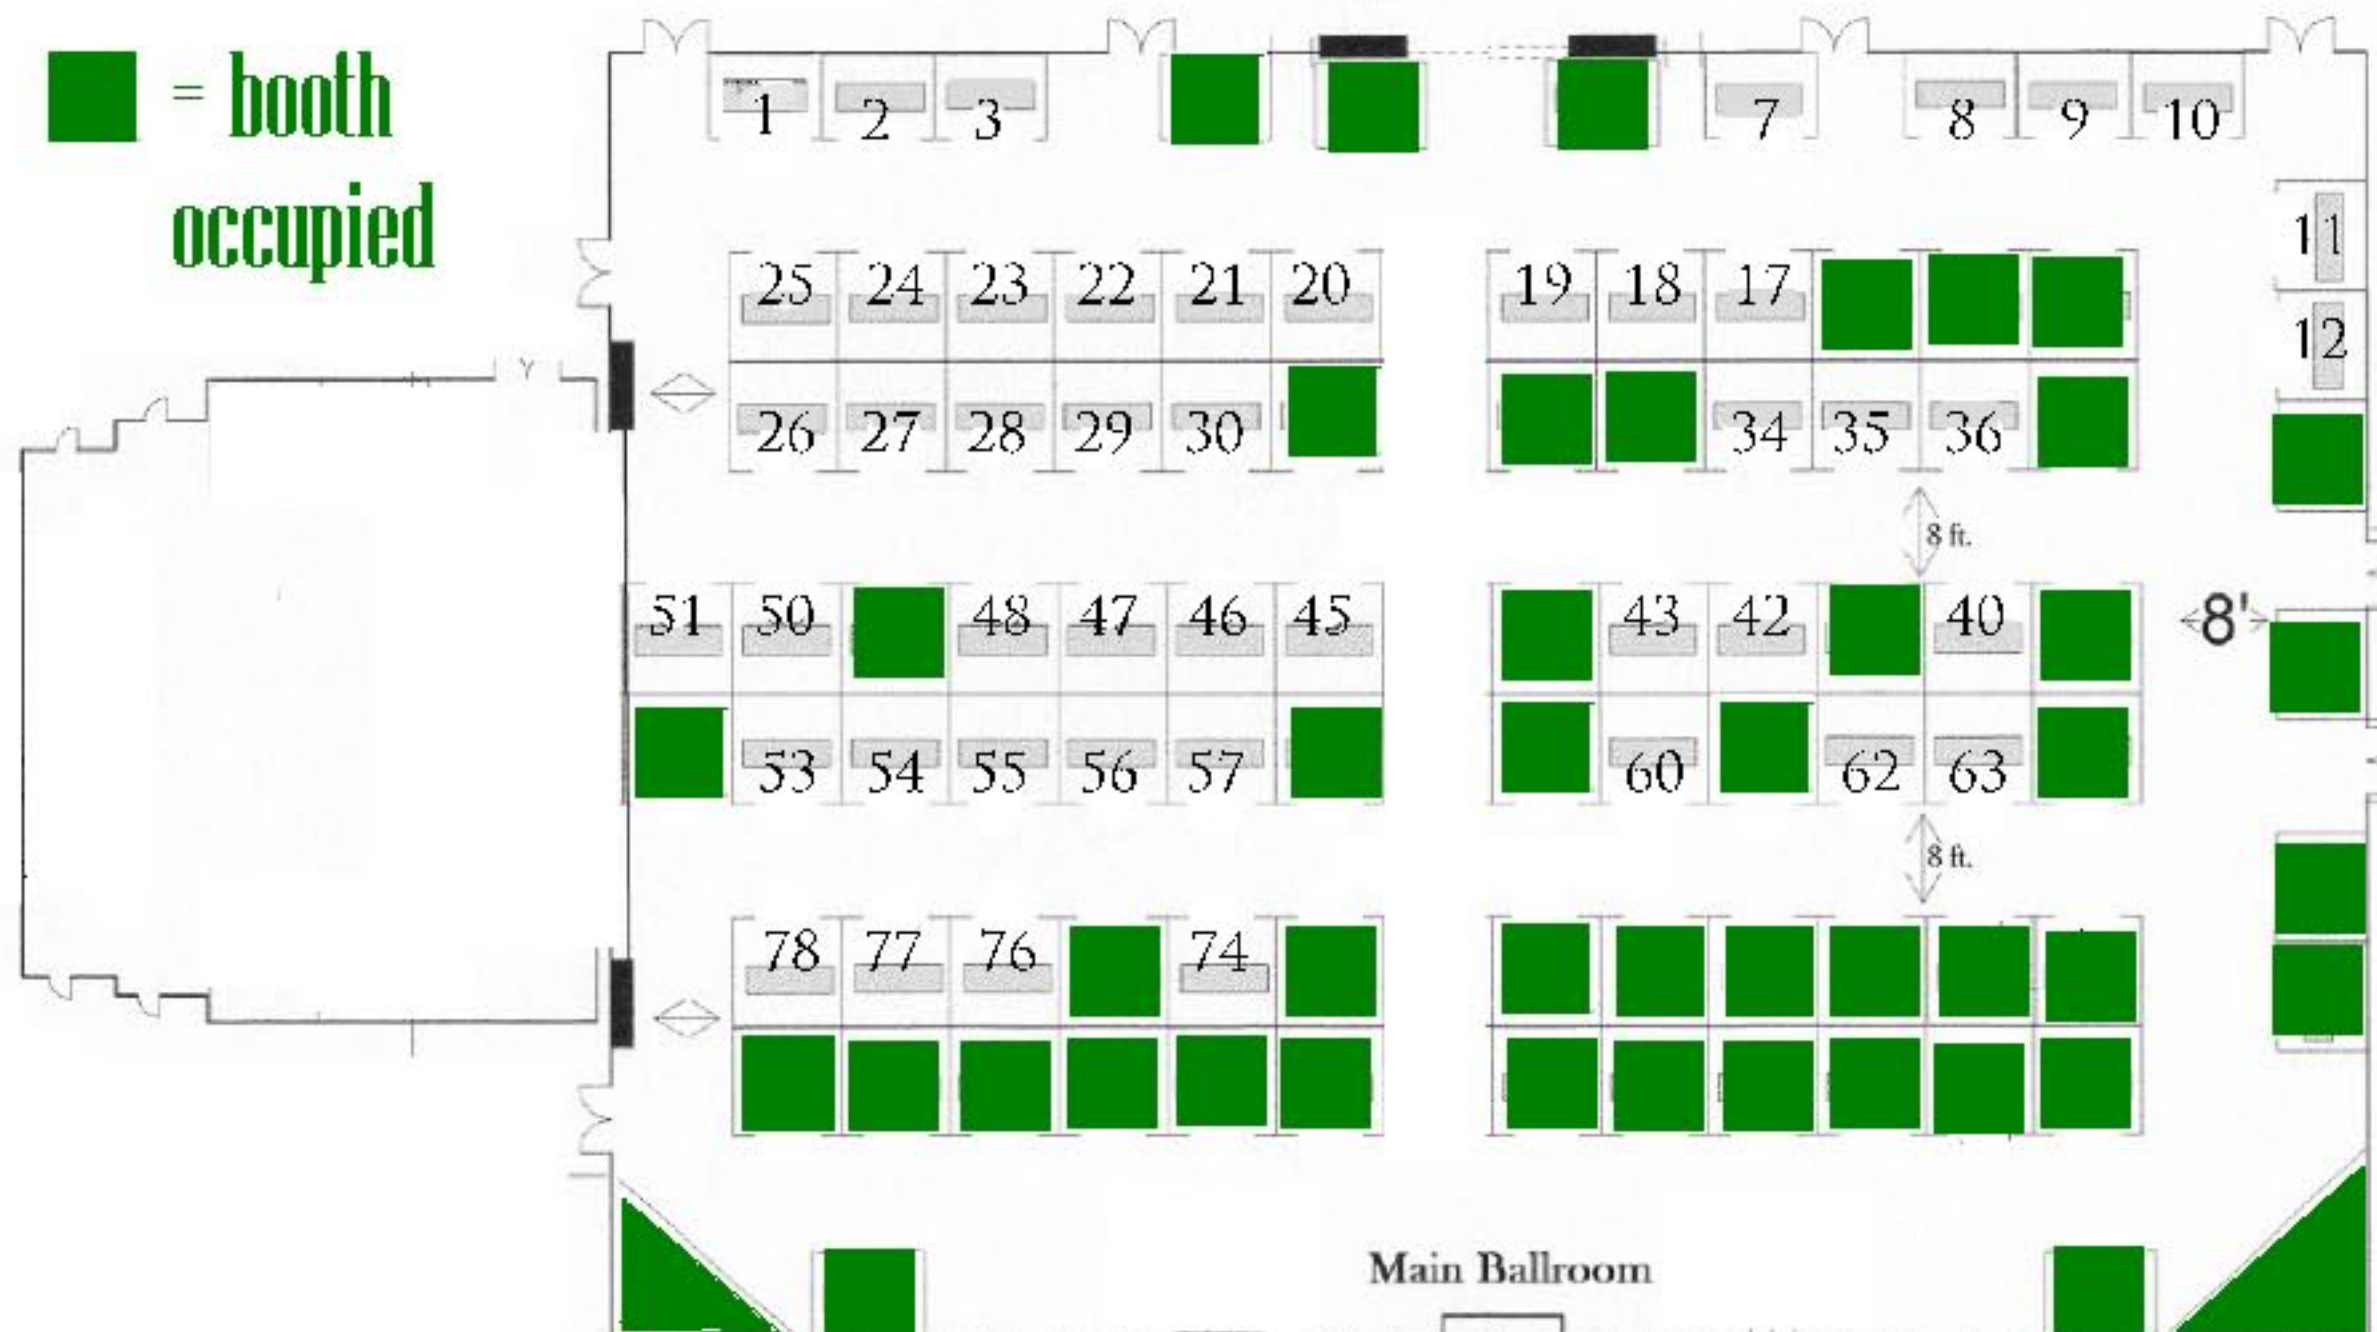 = booth
occupied
1 2 3 7 8 9 10
11
25 24 23 22 21 20 19 18 17
12
26 27 28 29 30 34 35 36
8 ft.
51 50 48 47 46 45 43 42 40 8'
53 54 55 56 57 60 62 63
8 ft.
78 77 76 74
Main Ballroom